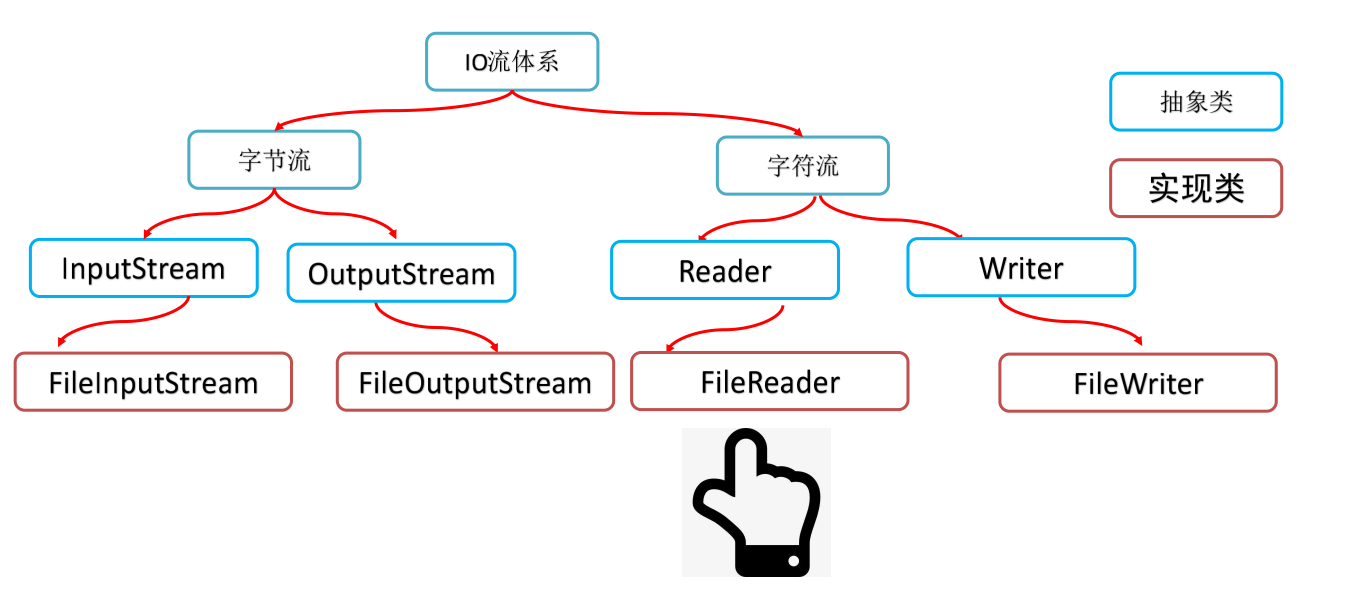 IO流体系
抽象类
字节流
字符流
实现类
InputStream
OutputStream
Reader
Writer
FileInputStream
FileOutputStream
FileReader
FileWriter